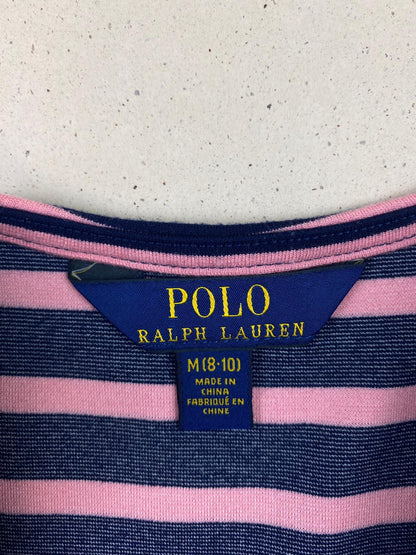 POLO
RALPH LAUREN
M(8-10)
MADE IN
CHINA
FABRIQUÉ EN
CHINE